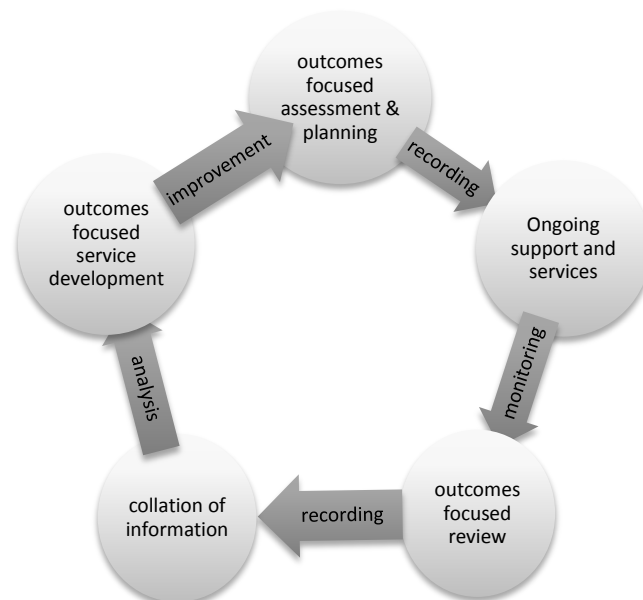 outcomes
focused
assessment &
planning
recording
Ongoing
support and
services
monitoring
outcomes
focused
review
recording
collation of
information
analysis
outcomes
focused
service
development
improvement